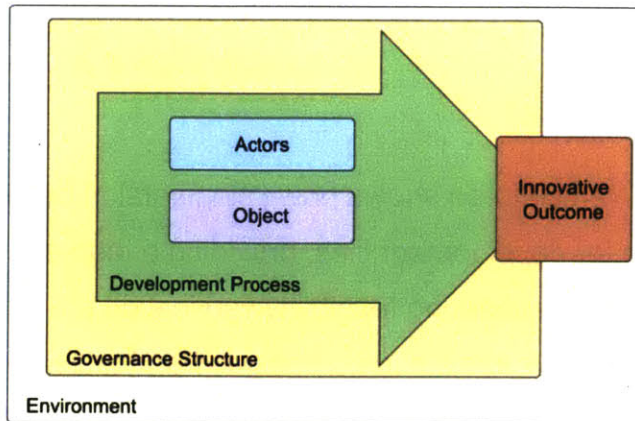 Actors
Object
Innovative
Outcome
Development Process
Governance Structure
Environment